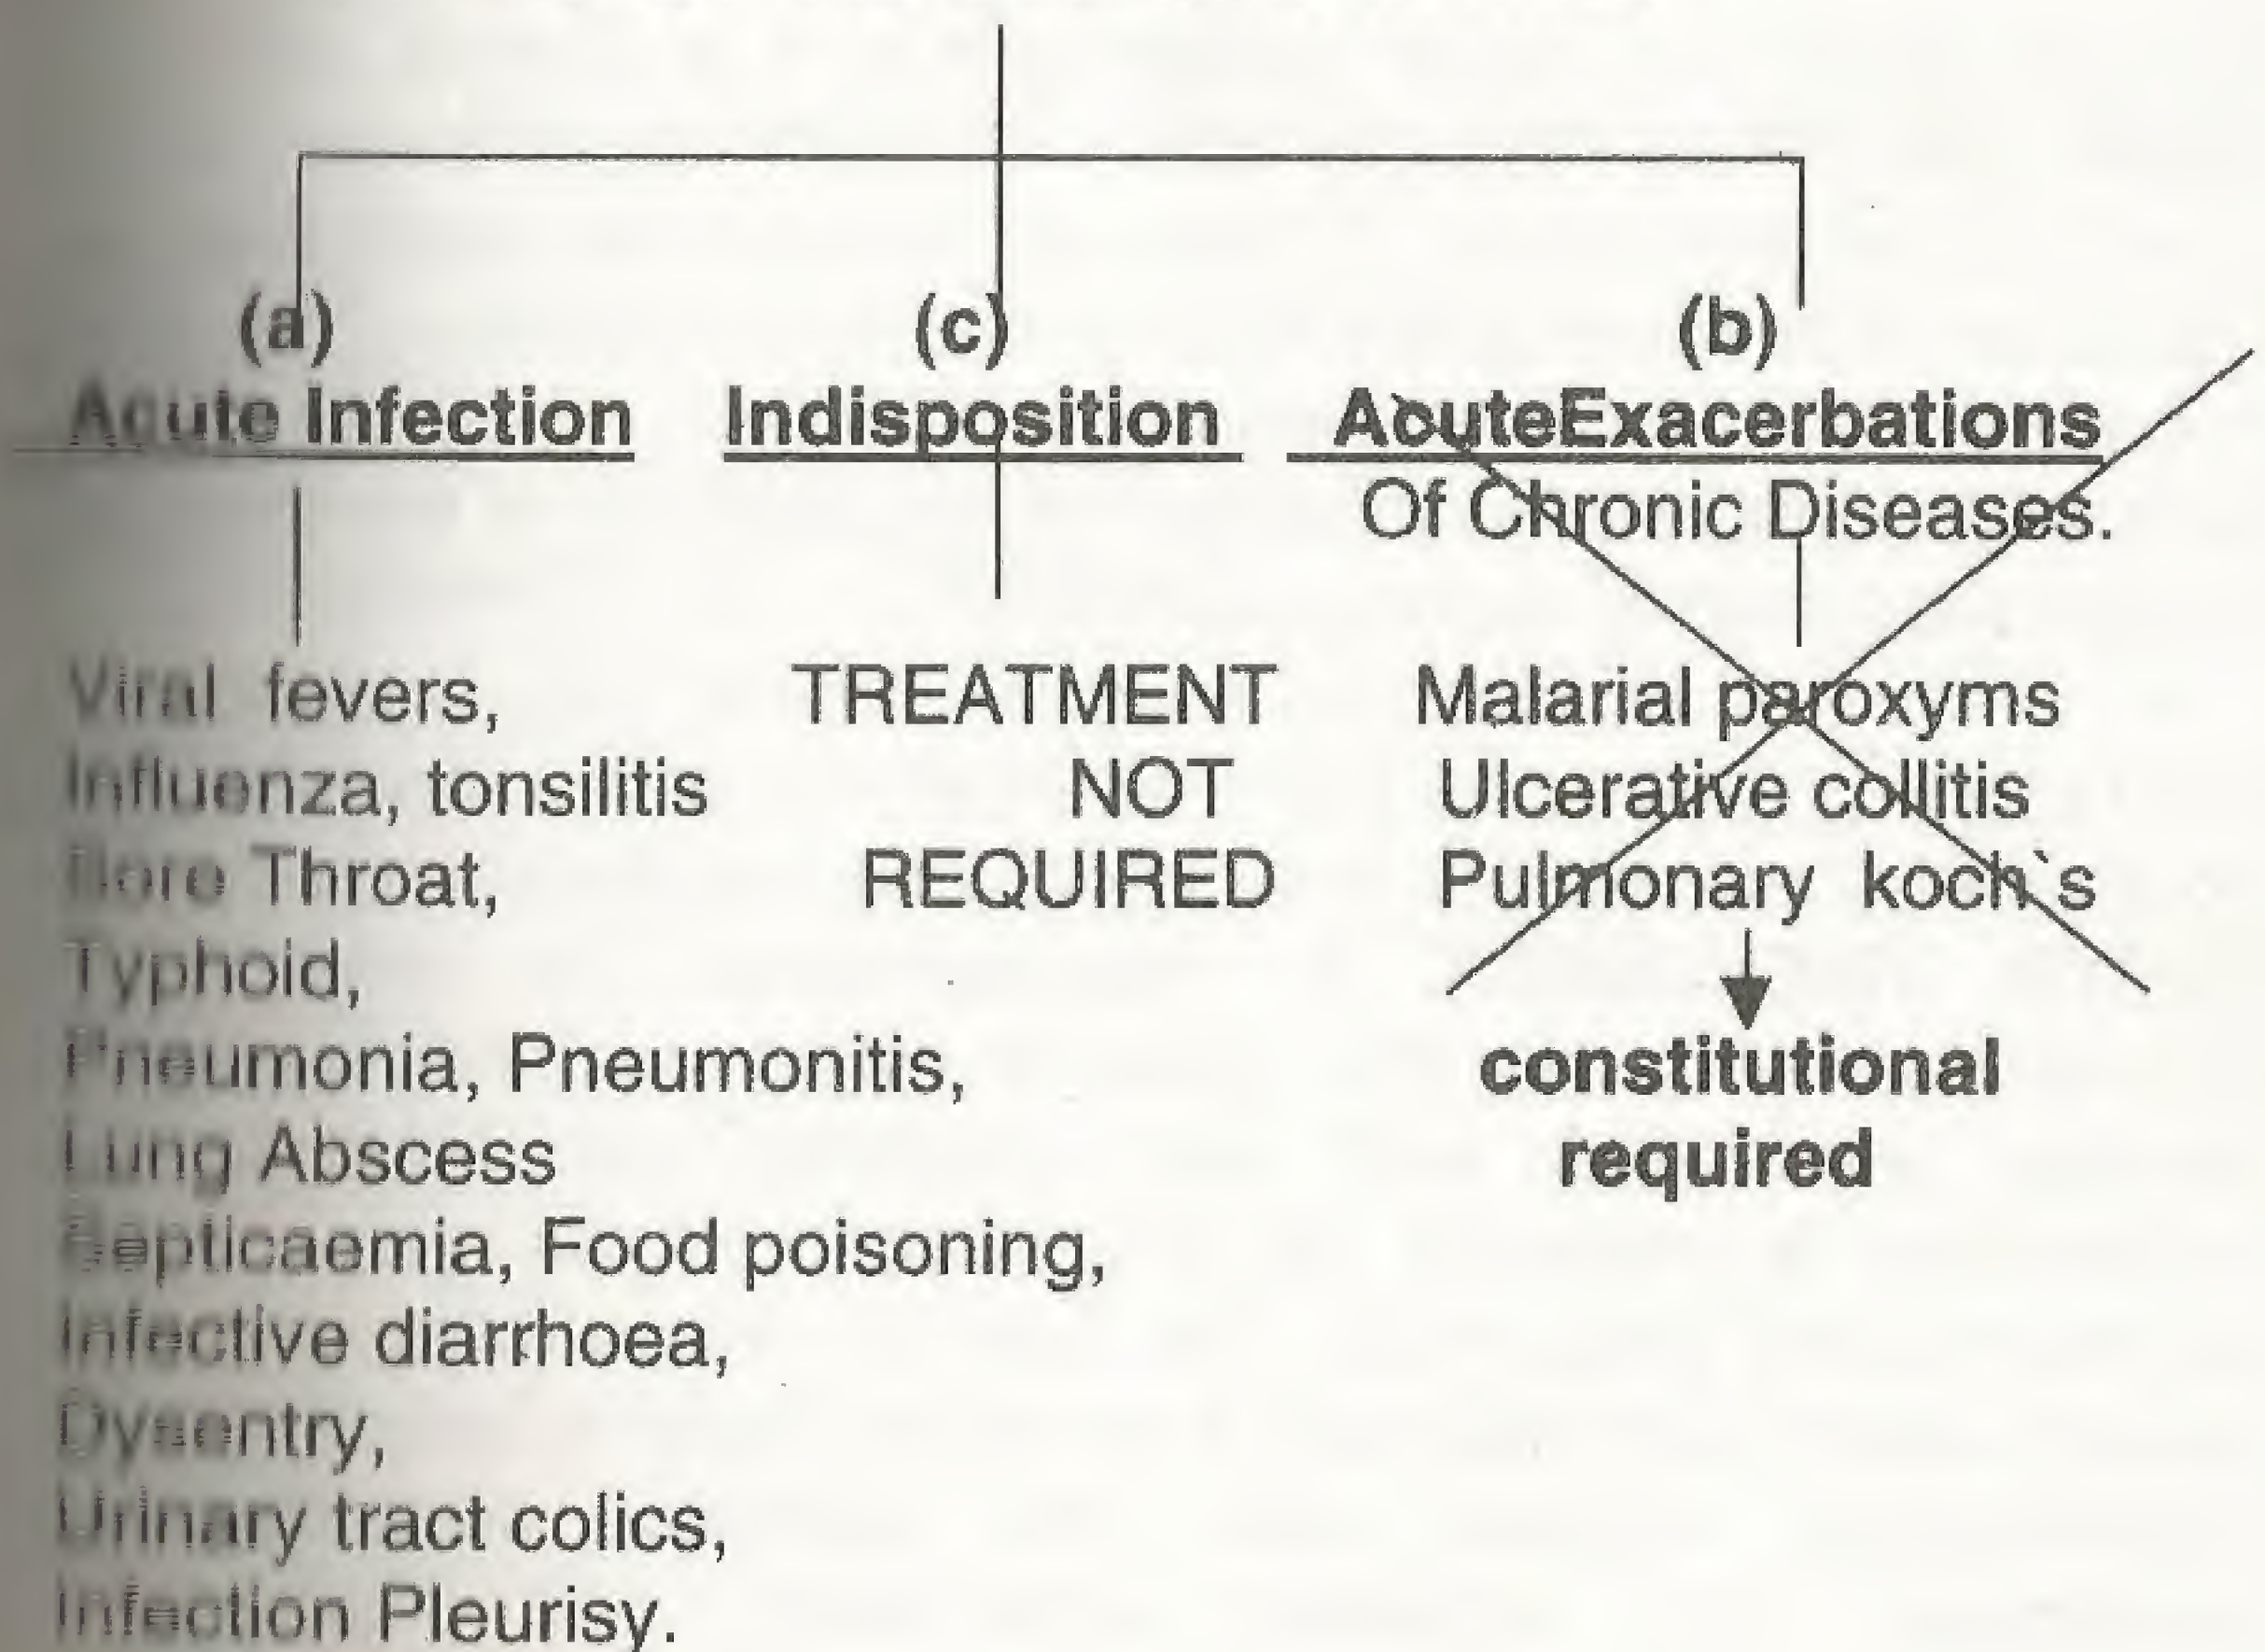 (a)
Acute Infection
Viral fevers,
Influenza, tonsilitis
Sore Throat,
Typhoid,
Pneumonia, Pneumonitis,
Lung Abscess
Septicaemia, Food poisoning,
Infective diarrhoea,
Dysentry,
Urinary tract colics,
Infection Pleurisy.
(c)
Indisposition
TREATMENT
NOT
REQUIRED
(b)
AcuteExacerbations
Of Chronic Diseases.
Malarial paroxyms
Ulcerative collitis
Pulmonary koch`s
constitutional
required